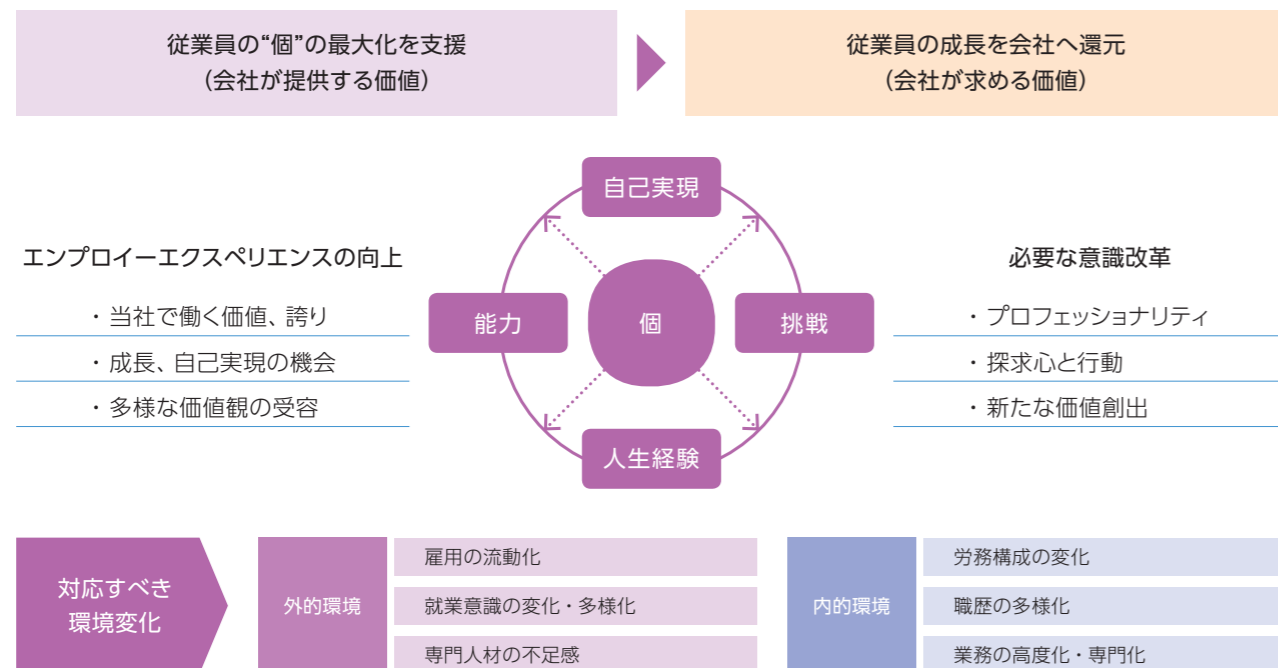 従業員の“個”の最大化を支援
（会社が提供する価値）
従業員の成長を会社へ還元
（会社が求める価値）
エンプロイーエクスペリエンスの向上
・当社で働く価値、誇り
・成長、自己実現の機会
・多様な価値観の受容
自己実現
能力
個
挑戦
人生経験
必要な意識改革
・プロフェッショナリティ
・探求心と行動
・新たな価値創出
対応すべき
環境変化
外的環境
雇用の流動化
就業意識の変化・多様化
専門人材の不足感
内的環境
労務構成の変化
職歴の多様化
業務の高度化・専門化